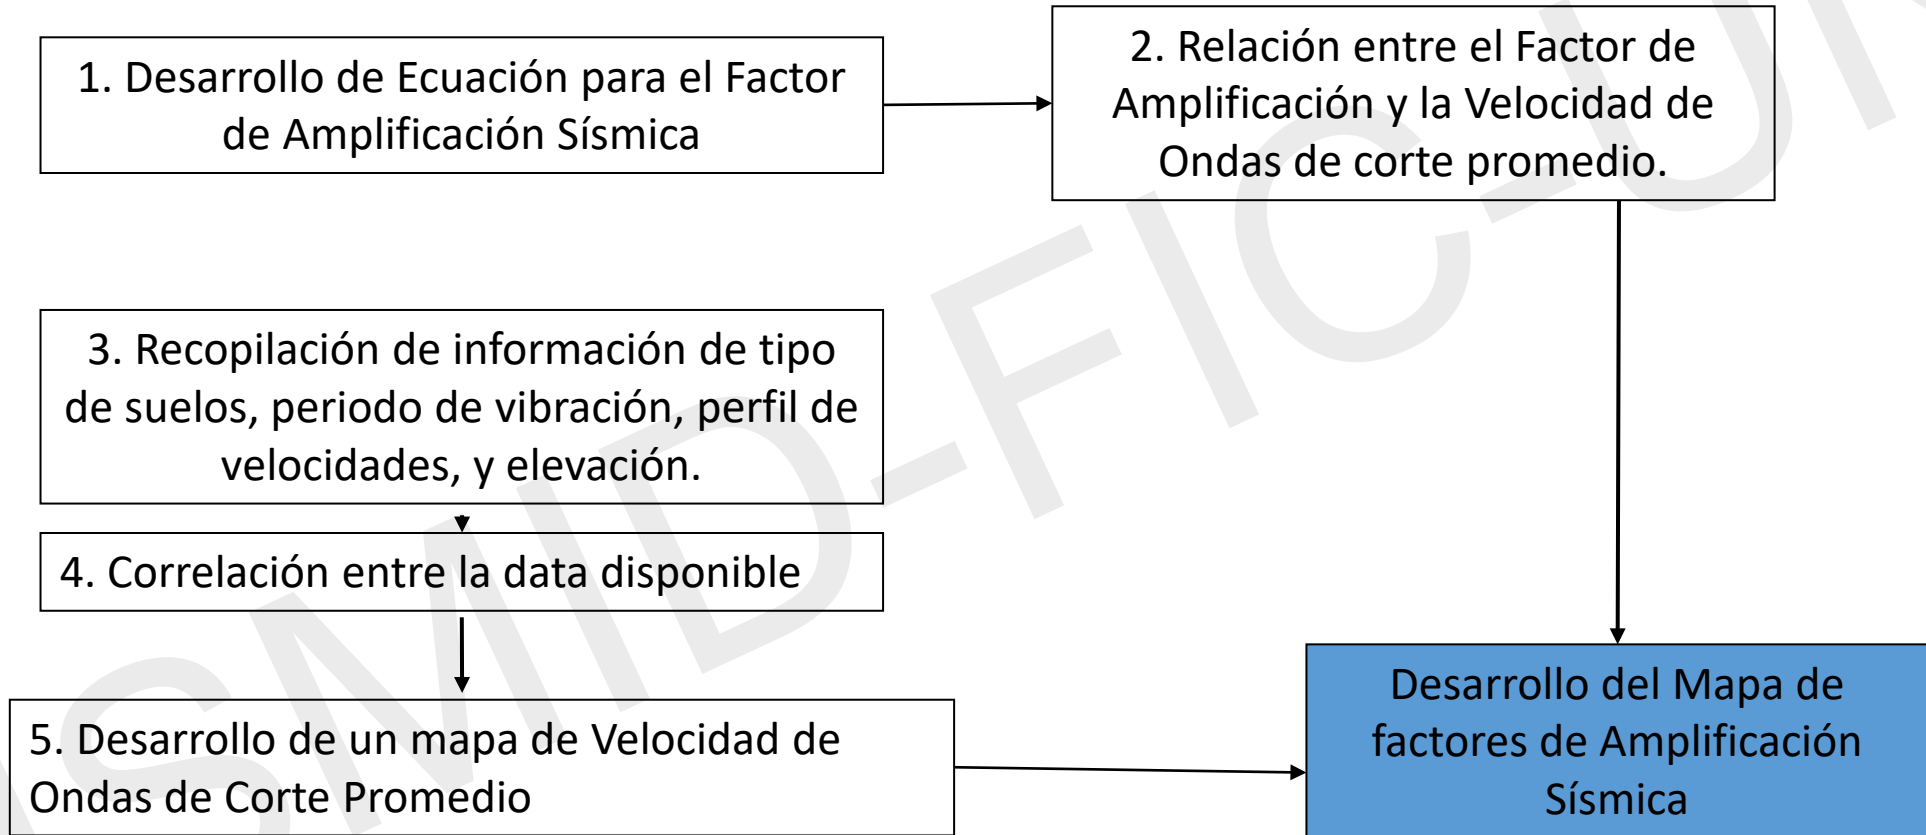 1. Desarrollo de Ecuación para el Factor
de Amplificación Sísmica
2. Relación entre el Factor de
Amplificación y la Velocidad de
Ondas de corte promedio.
3. Recopilación de información de tipo
de suelos, periodo de vibración, perfil de
velocidades, y elevación.
4. Correlación entre la data disponible
5. Desarrollo de un mapa de Velocidad de
Ondas de Corte Promedio
Desarrollo del Mapa de
factores de Amplificación
Sísmica
SMID-FIC-UN